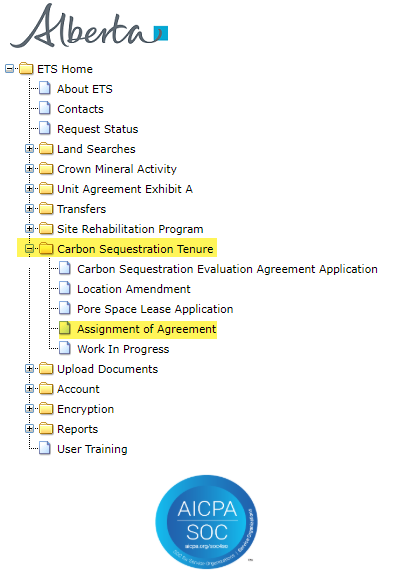 Alberta
ETS Home
About ETS
Contacts
Request Status
Land Searches
Crown Mineral Activity
Unit Agreement Exhibit A
Transfers
Site Rehabilitation Program
Carbon Sequestration Tenure
Carbon Sequestration Evaluation Agreement Application
Location Amendment
Pore Space Lease Application
Assignment of Agreement
Work In Progress
Upload Documents
Account
Encryption
Reports
User Training
AICPA
SOC
aicpa.org/soc4so
SOC for Service Organizations | Service Organizations
™